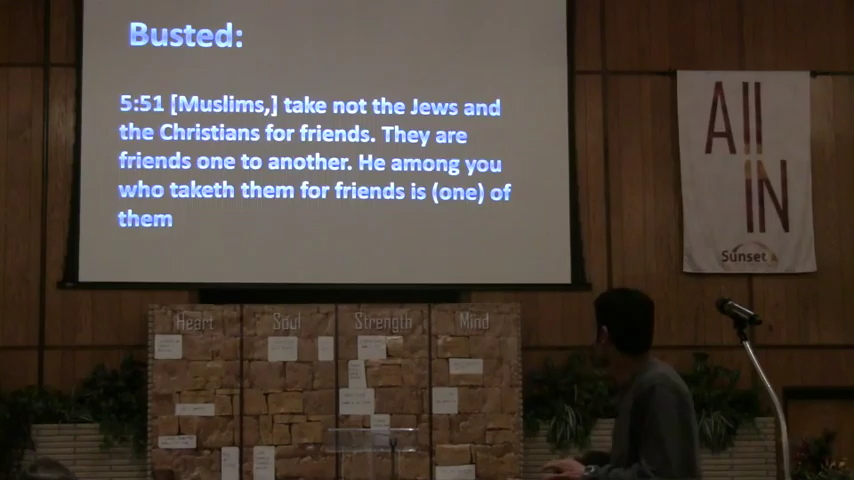 Busted:
5:51 [Muslims,] take not the Jews and
the Christians for friends. They are
friends one to another. He among you
who taketh them for friends is (one) of
them
All
IN
Sunset
Heart
Soul
Strength
Mind